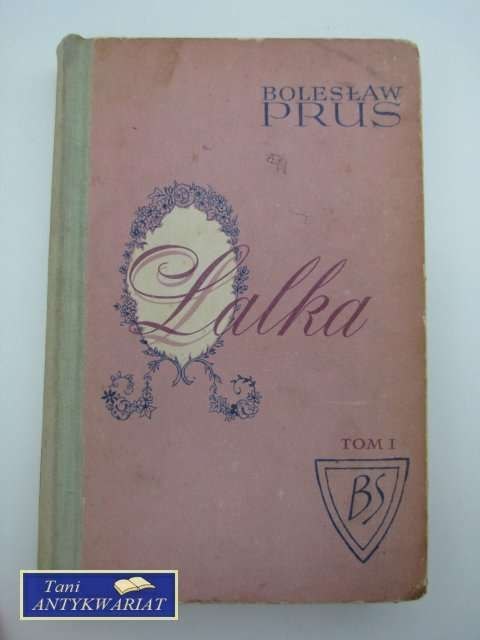 BOLESŁAW
PRUS
Lalka
TOM I
BS
Tani
ANTYKWARIAT